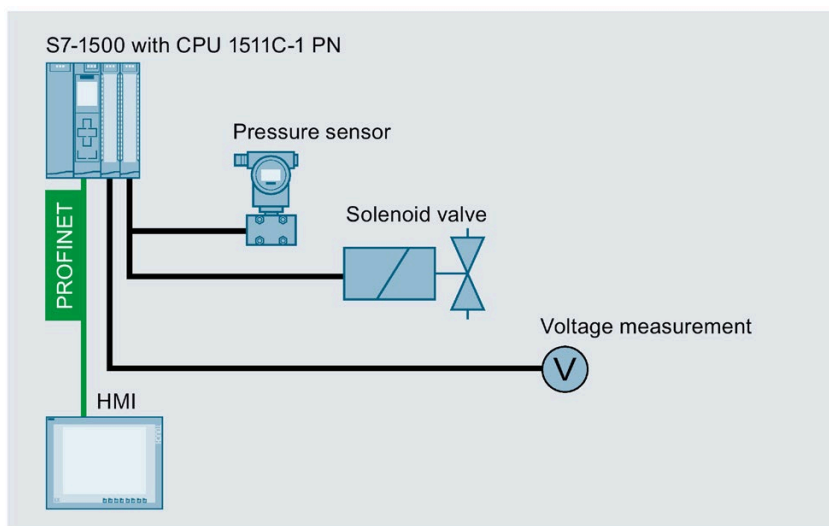 S7-1500 with CPU 1511C-1 PN
Pressure sensor
Solenoid valve
PROFINET
Voltage measurement
V
HMI